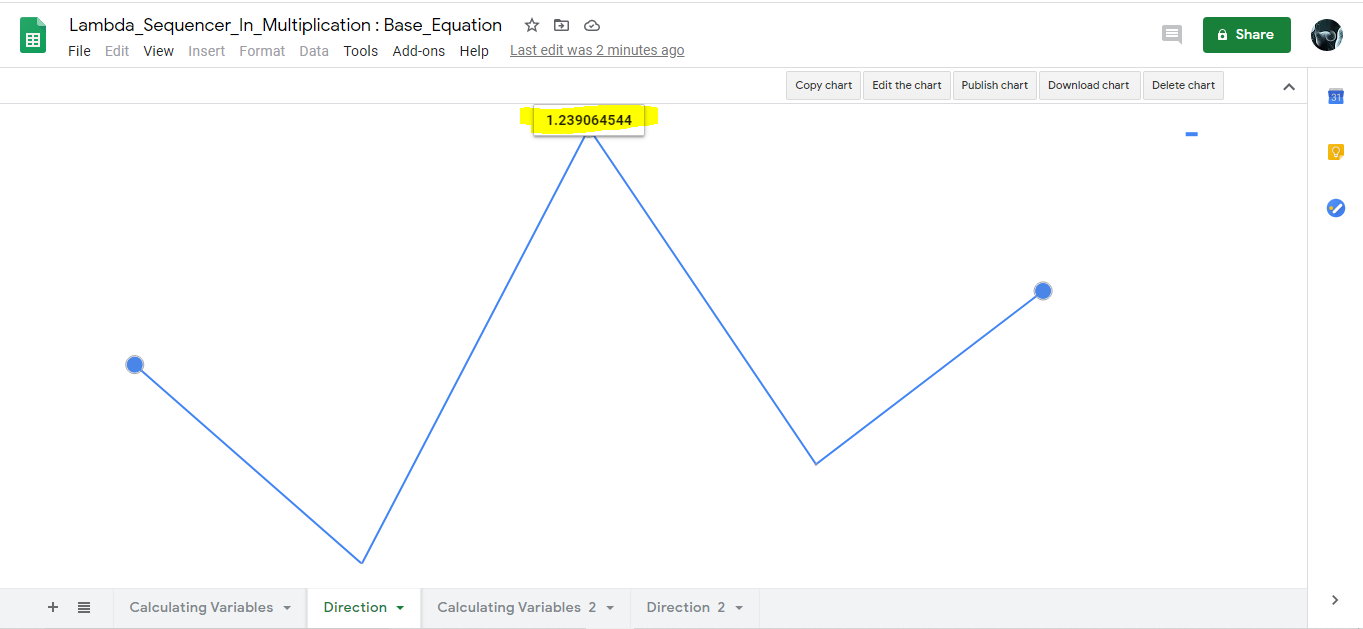 Lambda_Sequencer_In_Multiplication : Base_Equation
File Edit View Insert Format Data Tools Add-ons Help Last edit was 2 minutes ago
Share
Copy chart Edit the chart Publish chart Download chart Delete chart
31
1.239064544
Calculating Variables Direction Calculating Variables 2 Direction 2